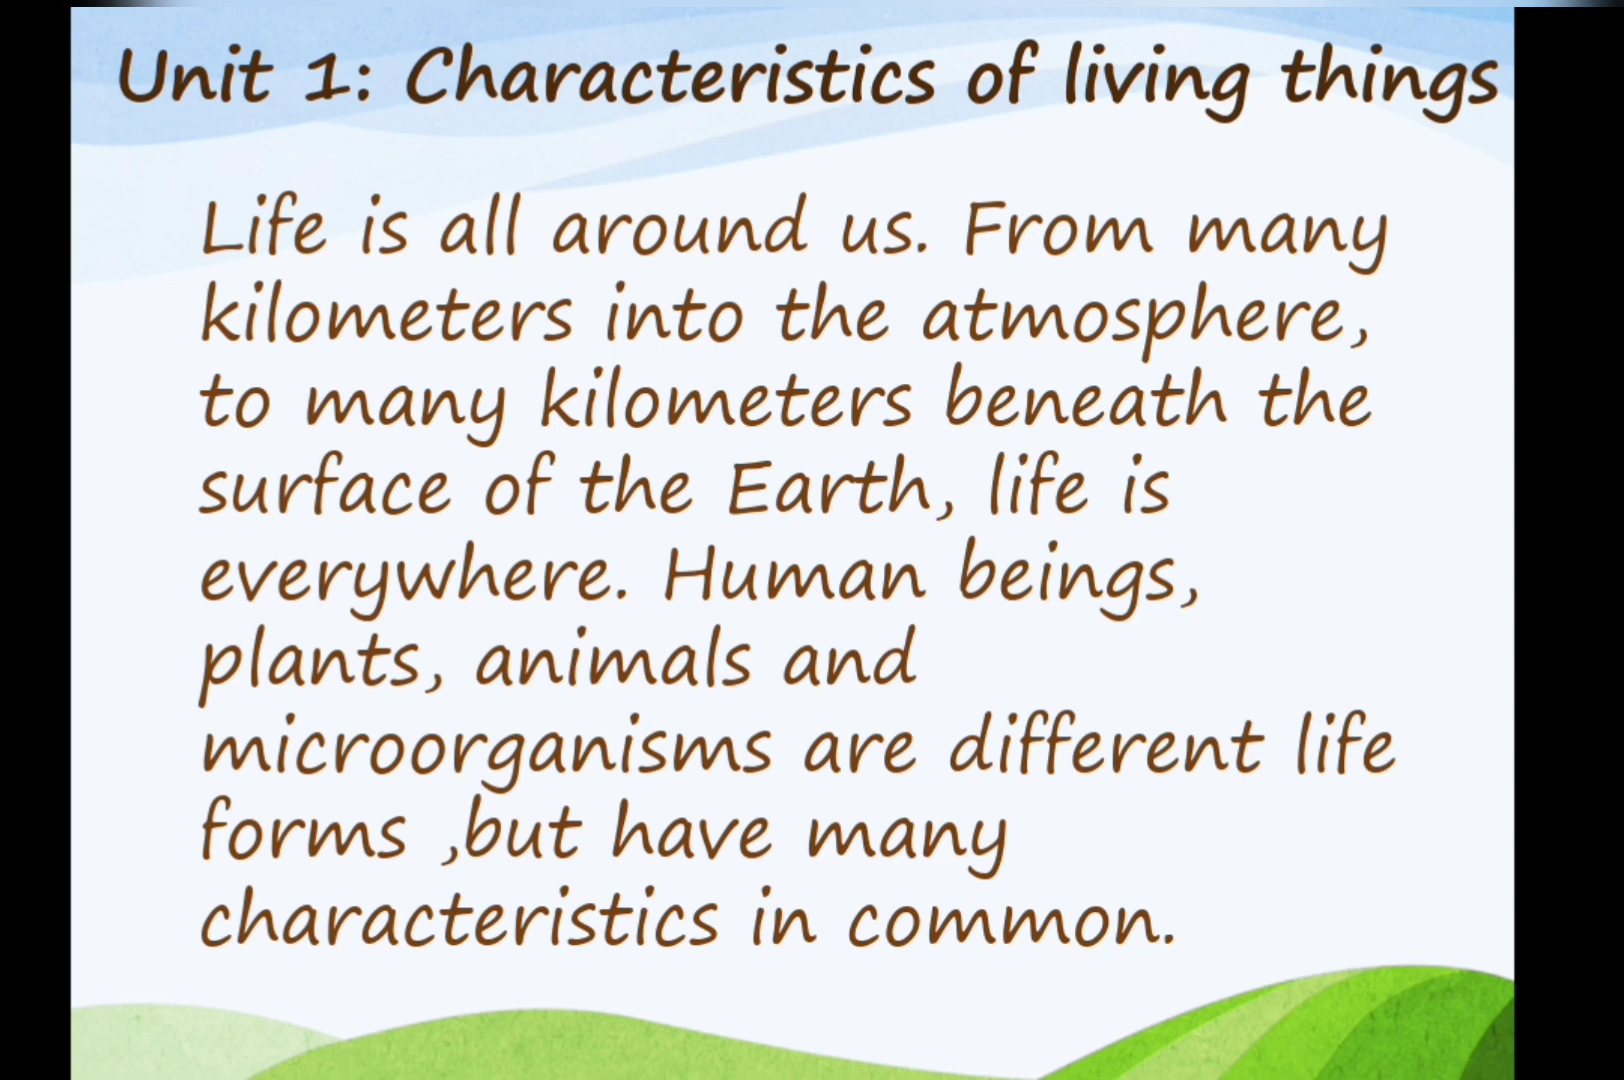 Unit 1: Characteristics of living things
Life is all around us. From many
kilometers into the atmosphere,
to many kilometers beneath the
surface of the Earth, life is
everywhere. Human beings,
plants, animals and
microorganisms are different life
forms ,but have many
characteristics in common.